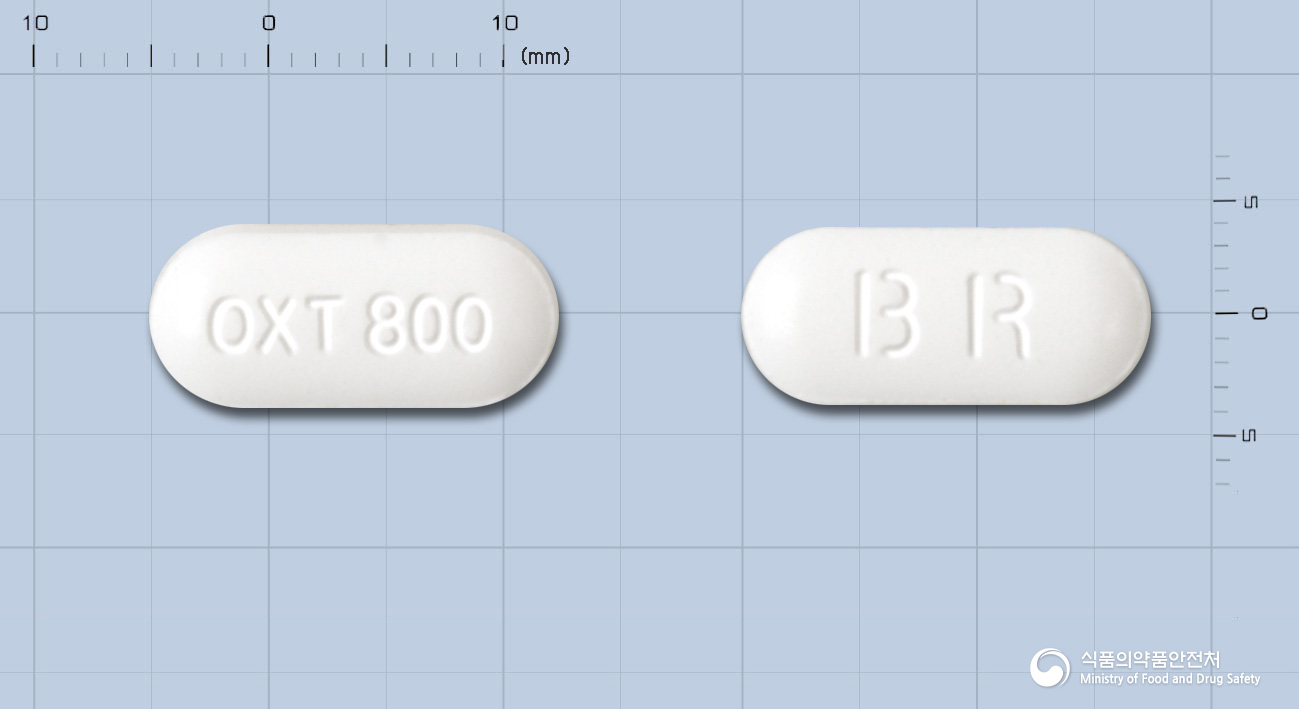 10 0 10 (mm)
5
0
5
OXT 800
BR
식품의약품안전처
Ministry of Food and Drug Safety